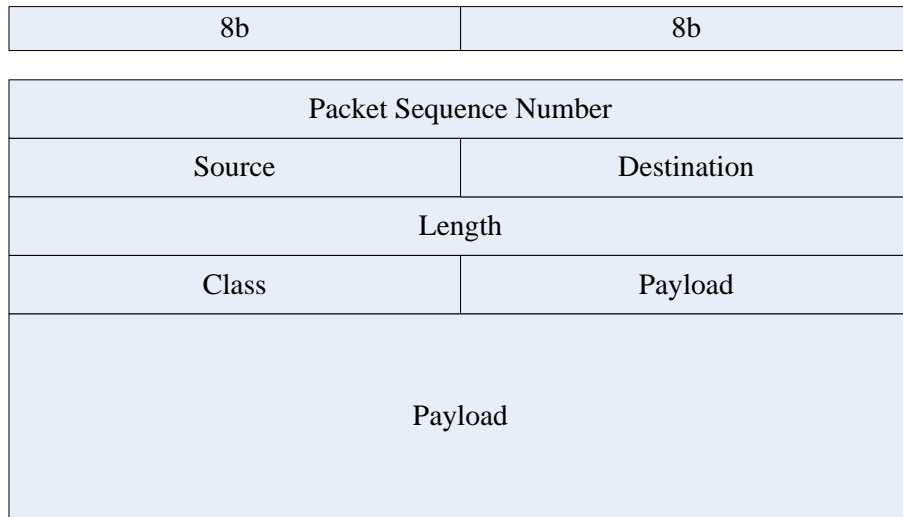 8b 8b
Packet Sequence Number
Source Destination
Length
Class Payload
Payload